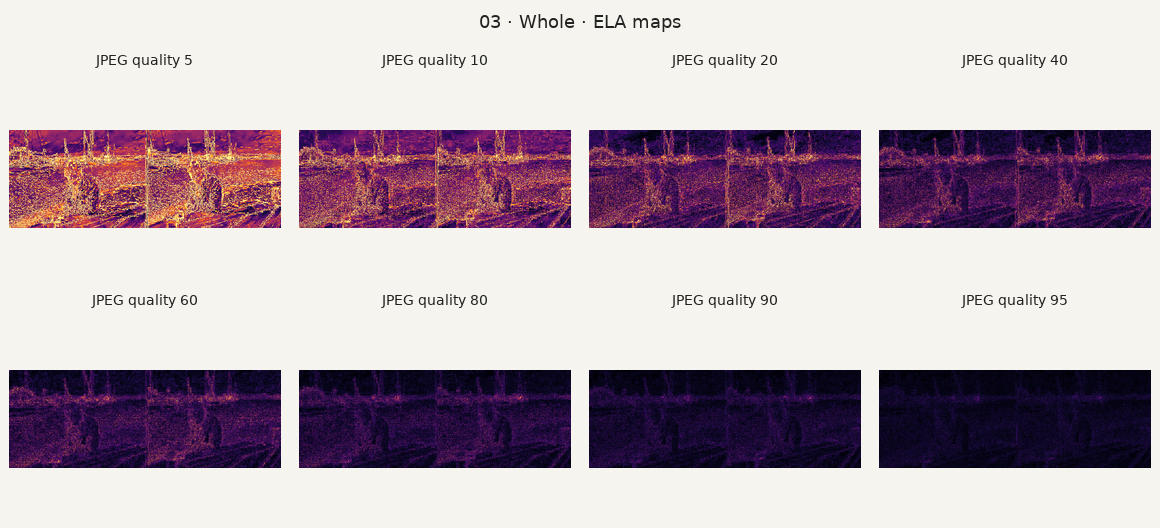 03 · Whole · ELA maps
JPEG quality 5
JPEG quality 10
JPEG quality 20
JPEG quality 40
JPEG quality 60
JPEG quality 80
JPEG quality 90
JPEG quality 95